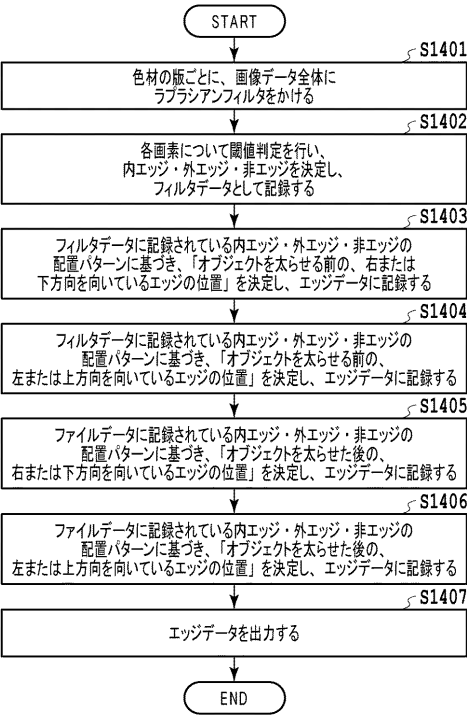 START
S1401
色材の版ごとに、画像データ全体に
ラプラシアンフィルタをかける
S1402
各画素について閾値判定を行い、
内エッジ・外エッジ・非エッジを決定し、
フィルタデータとして記録する
S1403
フィルタデータに記録されている内エッジ・外エッジ・非エッジの
配置パターンに基づき、「オブジェクトを太らせる前の、右または
下方向を向いているエッジの位置」を決定し、エッジデータに記録する
S1404
フィルタデータに記録されている内エッジ・外エッジ・非エッジの
配置パターンに基づき、「オブジェクトを太らせる前の、
左または上方向を向いているエッジの位置」を決定し、エッジデータに記録する
S1405
ファイルデータに記録されている内エッジ・外エッジ・非エッジの
配置パターンに基づき、「オブジェクトを太らせた後の、
右または下方向を向いているエッジの位置」を決定し、エッジデータに記録する
S1406
ファイルデータに記録されている内エッジ・外エッジ・非エッジの
配置パターンに基づき、「オブジェクトを太らせた後の、
左または上方向を向いているエッジの位置」を決定し、エッジデータに記録する
S1407
エッジデータを出力する
END